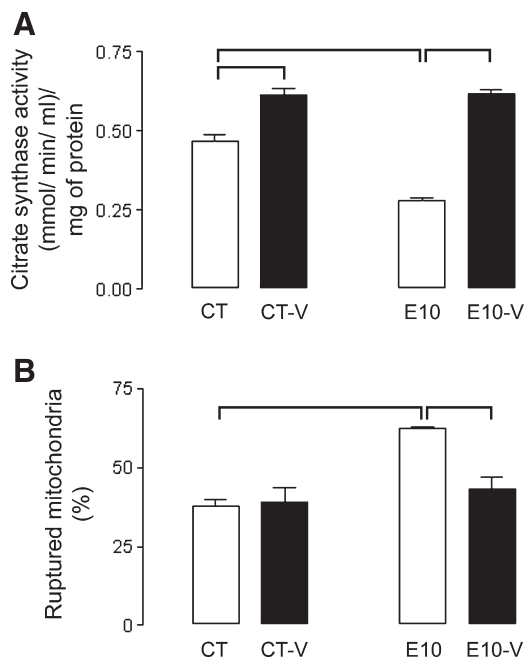 A
Citrate synthase activity
(mmol/ min/ ml)/
mg of protein
0.75
0.50
0.25
0.00
CT
CT-V
E10
E10-V
B
Ruptured mitochondria
(%)
75
50
25
0
CT
CT-V
E10
E10-V